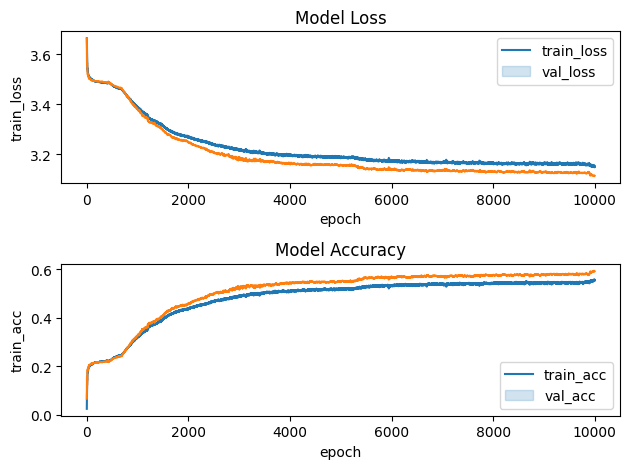 Model Loss
3.6
3.4
3.2
train_loss
train_loss
val_loss
0 2000 4000 6000 8000 10000
epoch
Model Accuracy
0.6
0.4
0.2
0.0
train_acc
train_acc
val_acc
0 2000 4000 6000 8000 10000
epoch